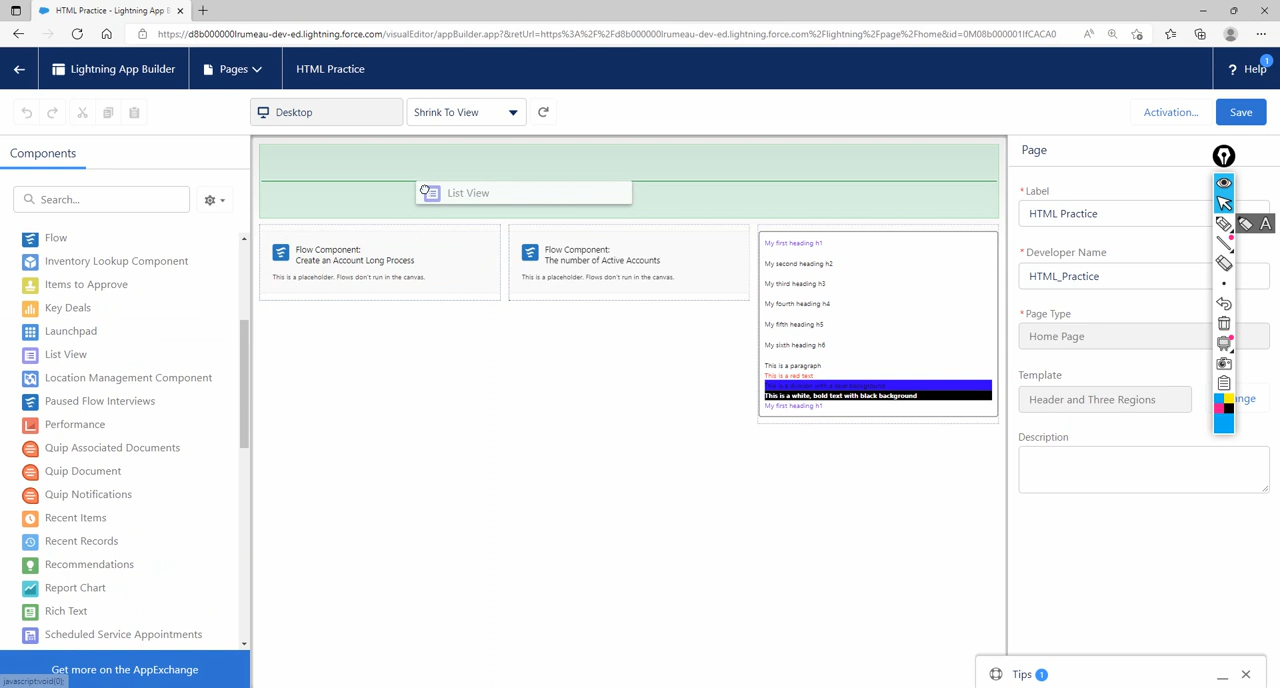 HTML Practice - Lightning App B
https://d8b000000lrumeau-dev-ed.lightning.force.com/visualEditor/appBuilder.app?&retUrl=https%3A%2F%2Fd8b000000lrumeau-dev-ed.lightning.force.com%2Flightning%2Fpage%2Fhome&id=0M08b000001IfCACA0
Lightning App Builder
Pages
HTML Practice
? Help
1
Desktop
Shrink To View
Activation...
Save
Components
Search...
Flow
Inventory Lookup Component
Items to Approve
Key Deals
Launchpad
List View
Location Management Component
Paused Flow Interviews
Performance
Quip Associated Documents
Quip Document
Quip Notifications
Recent Items
Recent Records
Recommendations
Report Chart
Rich Text
Scheduled Service Appointments
Get more on the AppExchange
javascript:void(0);
List View
Flow Component:
Create an Account Long Process
This is a placeholder. Flows don't run in the canvas.
Flow Component:
The number of Active Accounts
This is a placeholder. Flows don't run in the canvas.
My first heading h1
My second heading h2
My third heading h3
My fourth heading h4
My fifth heading h5
My sixth heading h6
This is a paragraph
This is a red text
This is a division with a blue background
This is a white, bold text with black background
My first heading h1
Page
* Label
HTML Practice
* Developer Name
HTML_Practice
* Page Type
Home Page
Template
Header and Three Regions
ange
Description
A
Tips 1